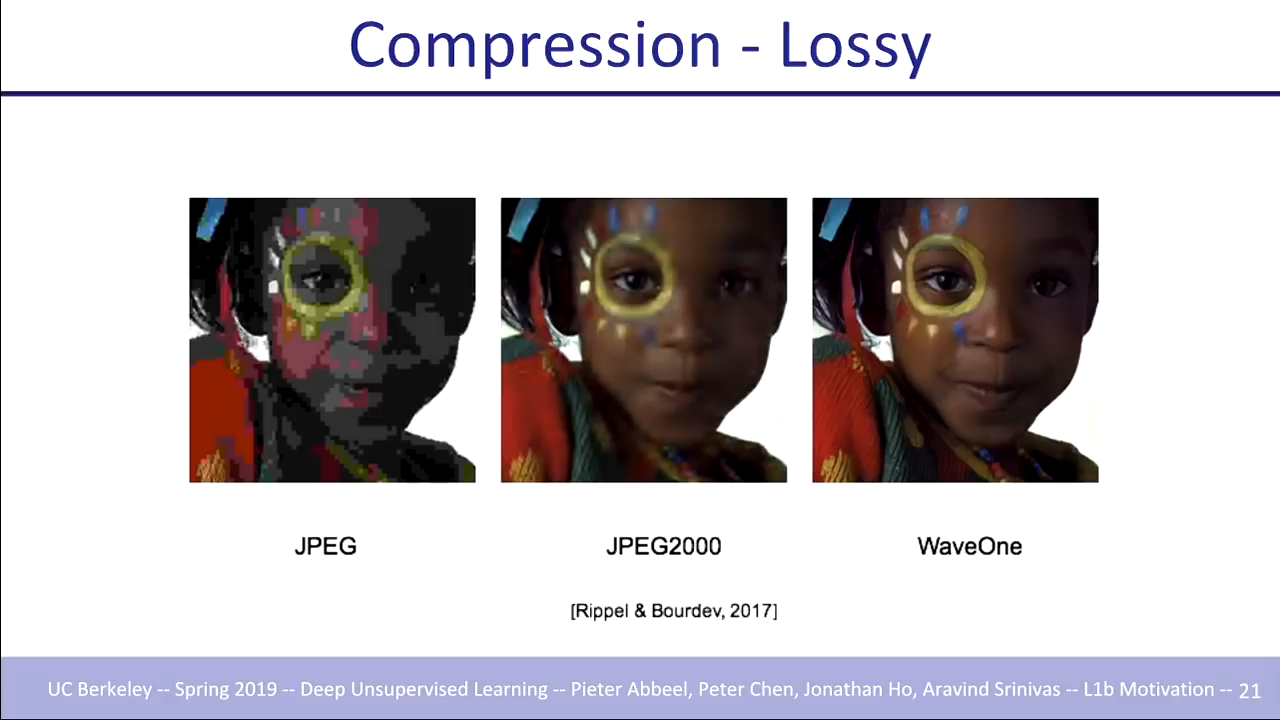 Compression - Lossy
JPEG
JPEG2000
WaveOne
[Rippel & Bourdev, 2017]
UC Berkeley -- Spring 2019 -- Deep Unsupervised Learning -- Pieter Abbeel, Peter Chen, Jonathan Ho, Aravind Srinivas -- L1b Motivation -- 21